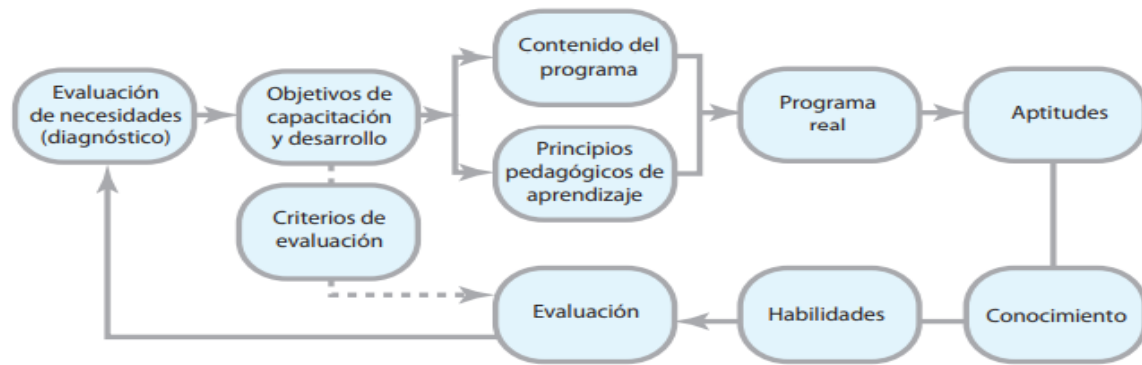 Evaluación
de necesidades
(diagnóstico)
Objetivos de
capacitación
y desarrollo
Contenido del
programa
Principios
pedagógicos de
aprendizaje
Programa
real
Aptitudes
Criterios de
evaluación
Evaluación
Habilidades
Conocimiento